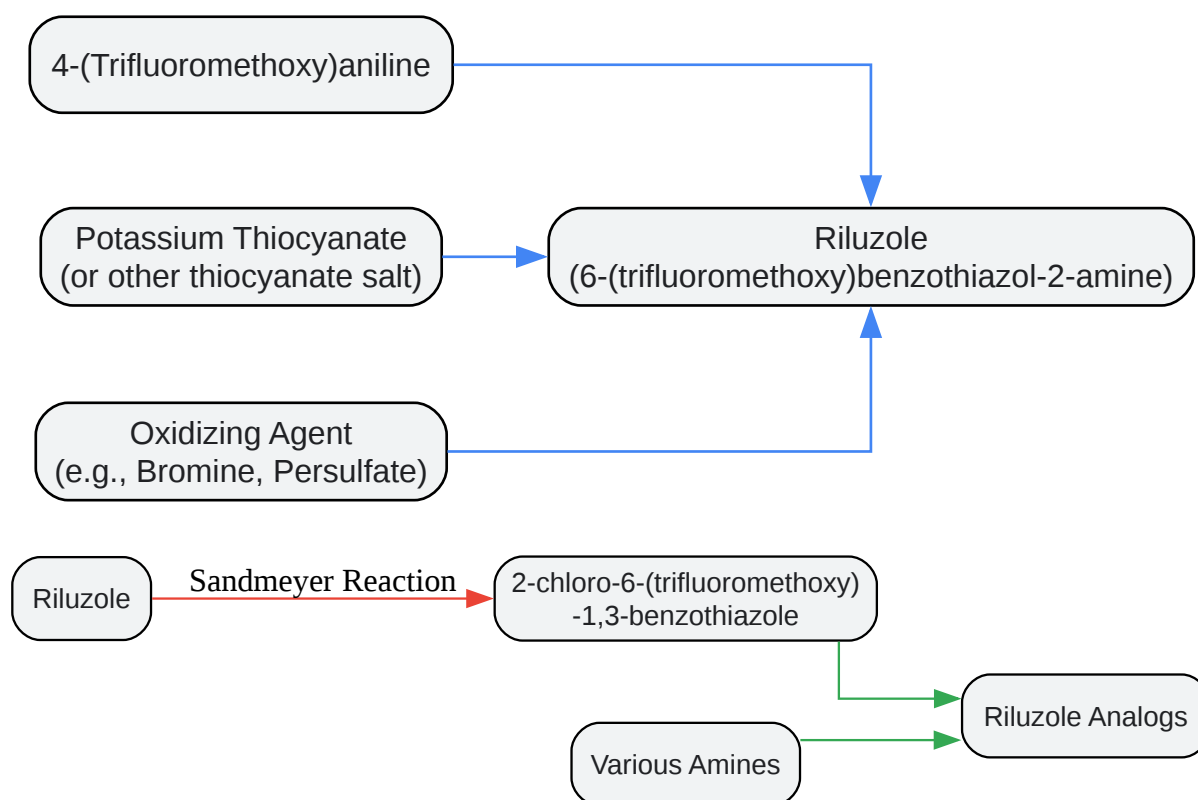 4-(Trifluoromethoxy)aniline
Potassium Thiocyanate
(or other thiocyanate salt)
Riluzole
(6-(trifluoromethoxy)benzothiazol-2-amine)
Oxidizing Agent
(e.g., Bromine, Persulfate)
Riluzole
Sandmeyer Reaction
2-chloro-6-(trifluoromethoxy)
-1,3-benzothiazole
Riluzole Analogs
Various Amines